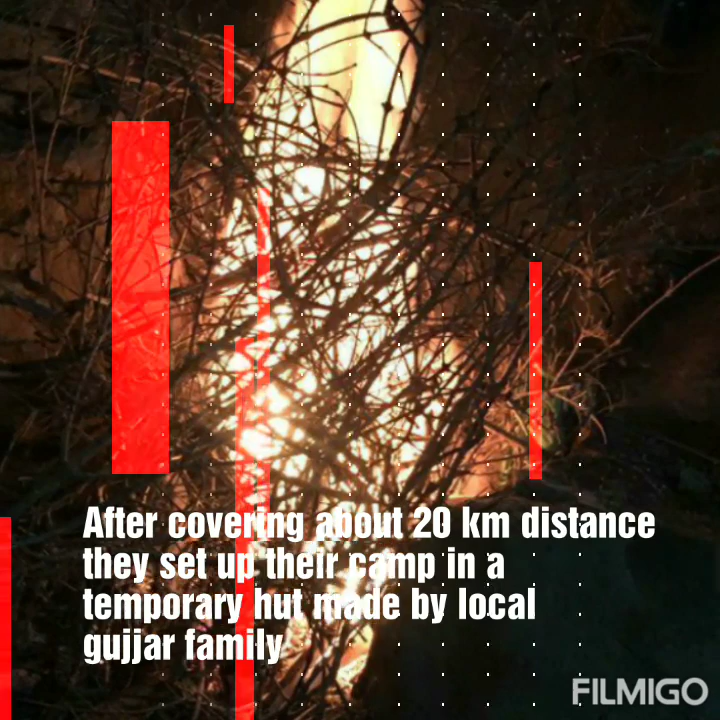 After covering about 20 km distance
they set up their camp in a
temporary hut made by local
gujjar family
FILMIGO